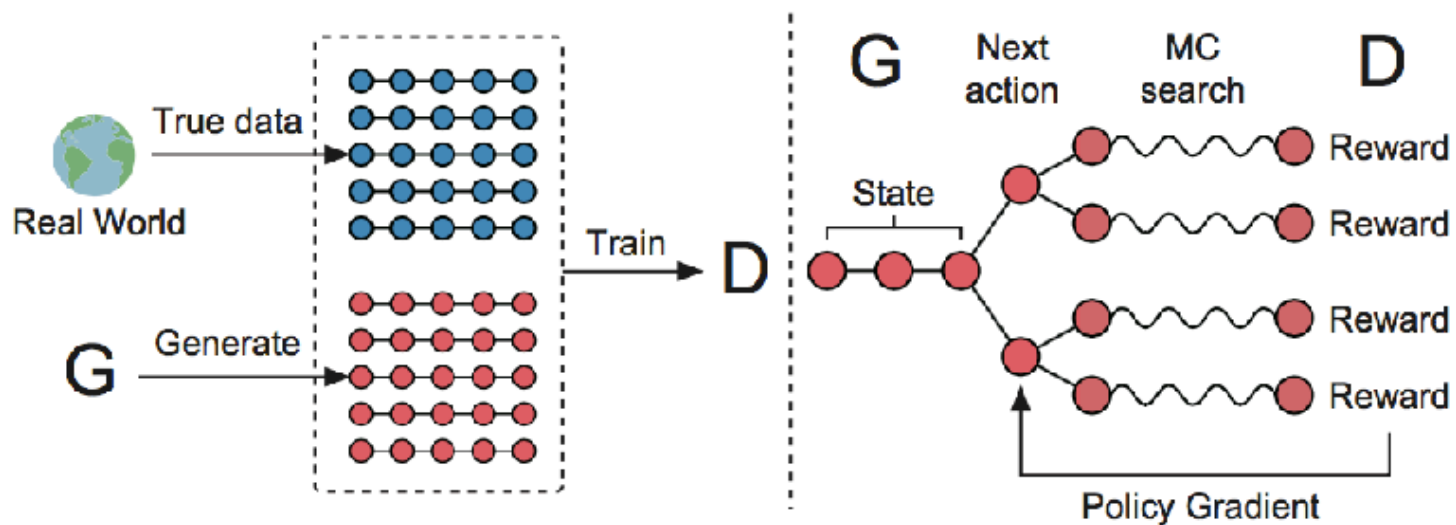 True data
Real World
G
Generate
Train
D
G
Next
action
MC
search
D
State
Reward
Reward
Reward
Reward
Policy Gradient